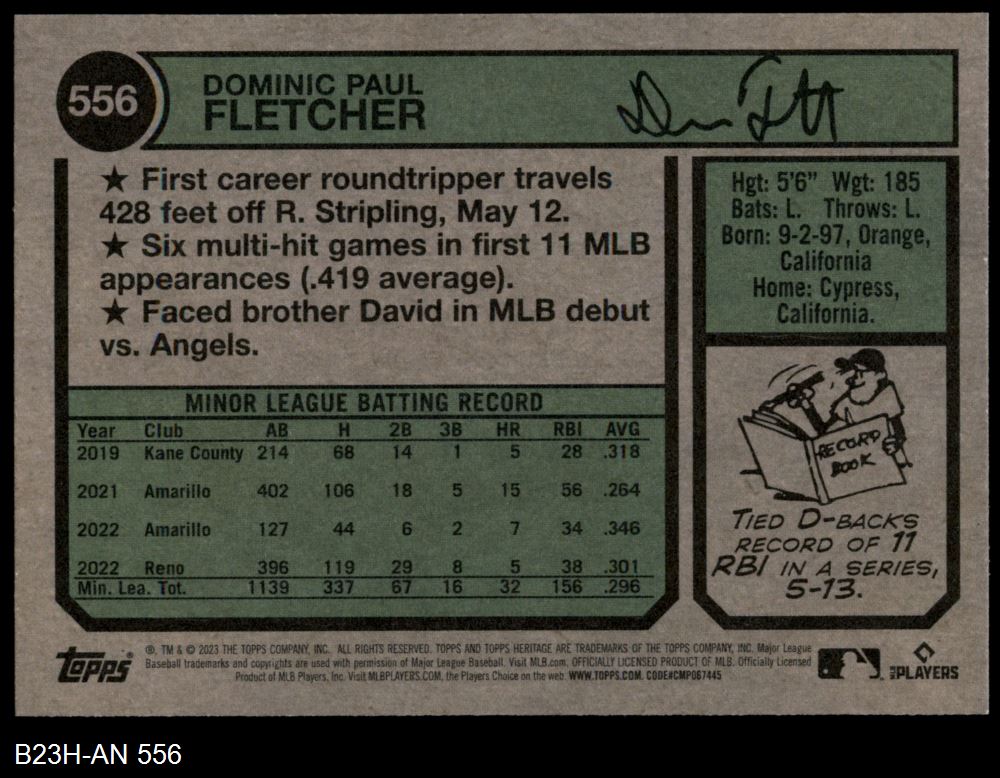 556
DOMINIC PAUL
FLETCHER
★ First career roundtripper travels
428 feet off R. Stripling, May 12.
★ Six multi-hit games in first 11 MLB
appearances (.419 average).
★ Faced brother David in MLB debut
vs. Angels.
Hgt: 5'6" Wgt: 185
Bats: L. Throws: L.
Born: 9-2-97, Orange,
California
Home: Cypress,
California.
MINOR LEAGUE BATTING RECORD
Year Club AB H 2B 3B HR RBI AVG
2019 Kane County 214 68 14 1 5 28 .318
2021 Amarillo 402 106 18 5 15 56 .264
2022 Amarillo 127 44 6 2 7 34 .346
2022 Reno 396 119 29 8 5 38 .301
Min. Lea. Tot. 1139 337 67 16 32 156 .296
RECORD
BOOK
TIED D-BACKS
RECORD OF 11
RBI IN A SERIES,
5-13.
TOPPS®
®, TM & © 2023 THE TOPPS COMPANY, INC. ALL RIGHTS RESERVED. TOPPS AND TOPPS HERITAGE ARE TRADEMARKS OF THE TOPPS COMPANY, INC. Major League
Baseball trademarks and copyrights are used with permission of Major League Baseball. Visit MLB.com. OFFICIALLY LICENSED PRODUCT OF MLB. Officially Licensed
Product of MLB Players, Inc. Visit MLBPLAYERS.COM, the Players Choice on the web. WWW.TOPPS.COM. CODE#CMP067445
MLB PLAYERS
B23H-AN 556